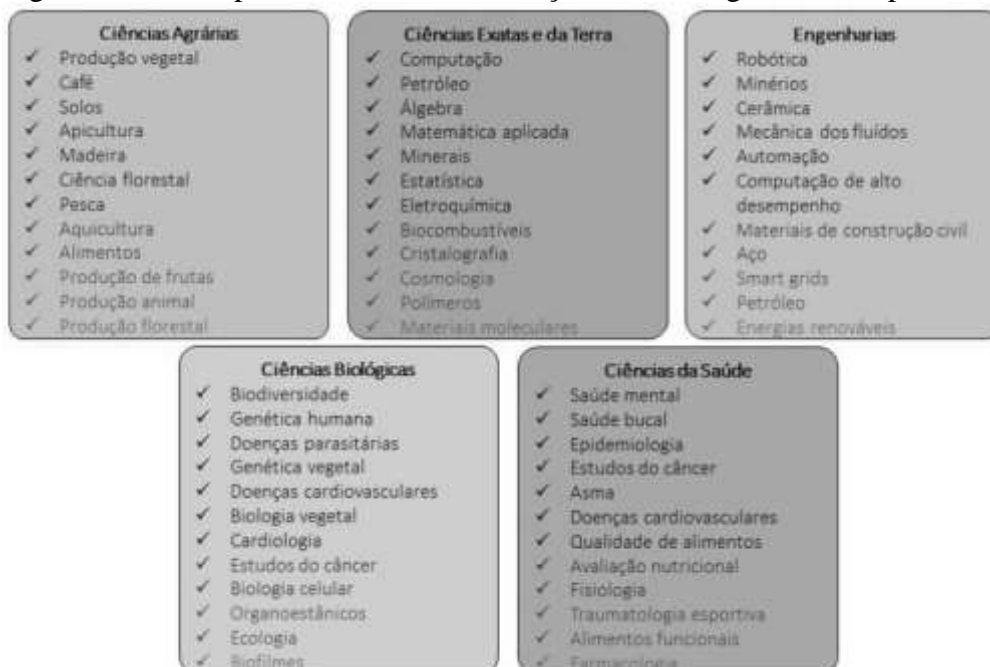 Ciências Agrárias
✓ Produção vegetal
✓ Café
✓ Solos
✓ Apicultura
✓ Madeira
✓ Ciência florestal
✓ Pesca
✓ Aquicultura
✓ Alimentos
✓ Produção de frutas
✓ Produção animal
✓ Produção florestal
Ciências Exatas e da Terra
✓ Computação
✓ Petróleo
✓ Álgebra
✓ Matemática aplicada
✓ Minerais
✓ Estatística
✓ Eletroquímica
✓ Biocombustíveis
✓ Cristalografia
✓ Cosmologia
✓ Polímeros
✓ Materiais moleculares
Engenharias
✓ Robótica
✓ Minérios
✓ Cerâmica
✓ Mecânica dos fluídos
✓ Automação
✓ Computação de alto
desempenho
✓ Materiais de construção civil
✓ Aço
✓ Smart grids
✓ Petróleo
✓ Energias renováveis
Ciências Biológicas
✓ Biodiversidade
✓ Genética humana
✓ Doenças parasitárias
✓ Genética vegetal
✓ Doenças cardiovasculares
✓ Biologia vegetal
✓ Cardiologia
✓ Estudos do câncer
✓ Biologia celular
✓ Organoestânicos
✓ Ecologia
✓ Biofilmes
Ciências da Saúde
✓ Saúde mental
✓ Saúde bucal
✓ Epidemiologia
✓ Estudos do câncer
✓ Asma
✓ Doenças cardiovasculares
✓ Qualidade de alimentos
✓ Avaliação nutricional
✓ Fisiologia
✓ Traumatologia esportiva
✓ Alimentos funcionais
✓ Farmacologia